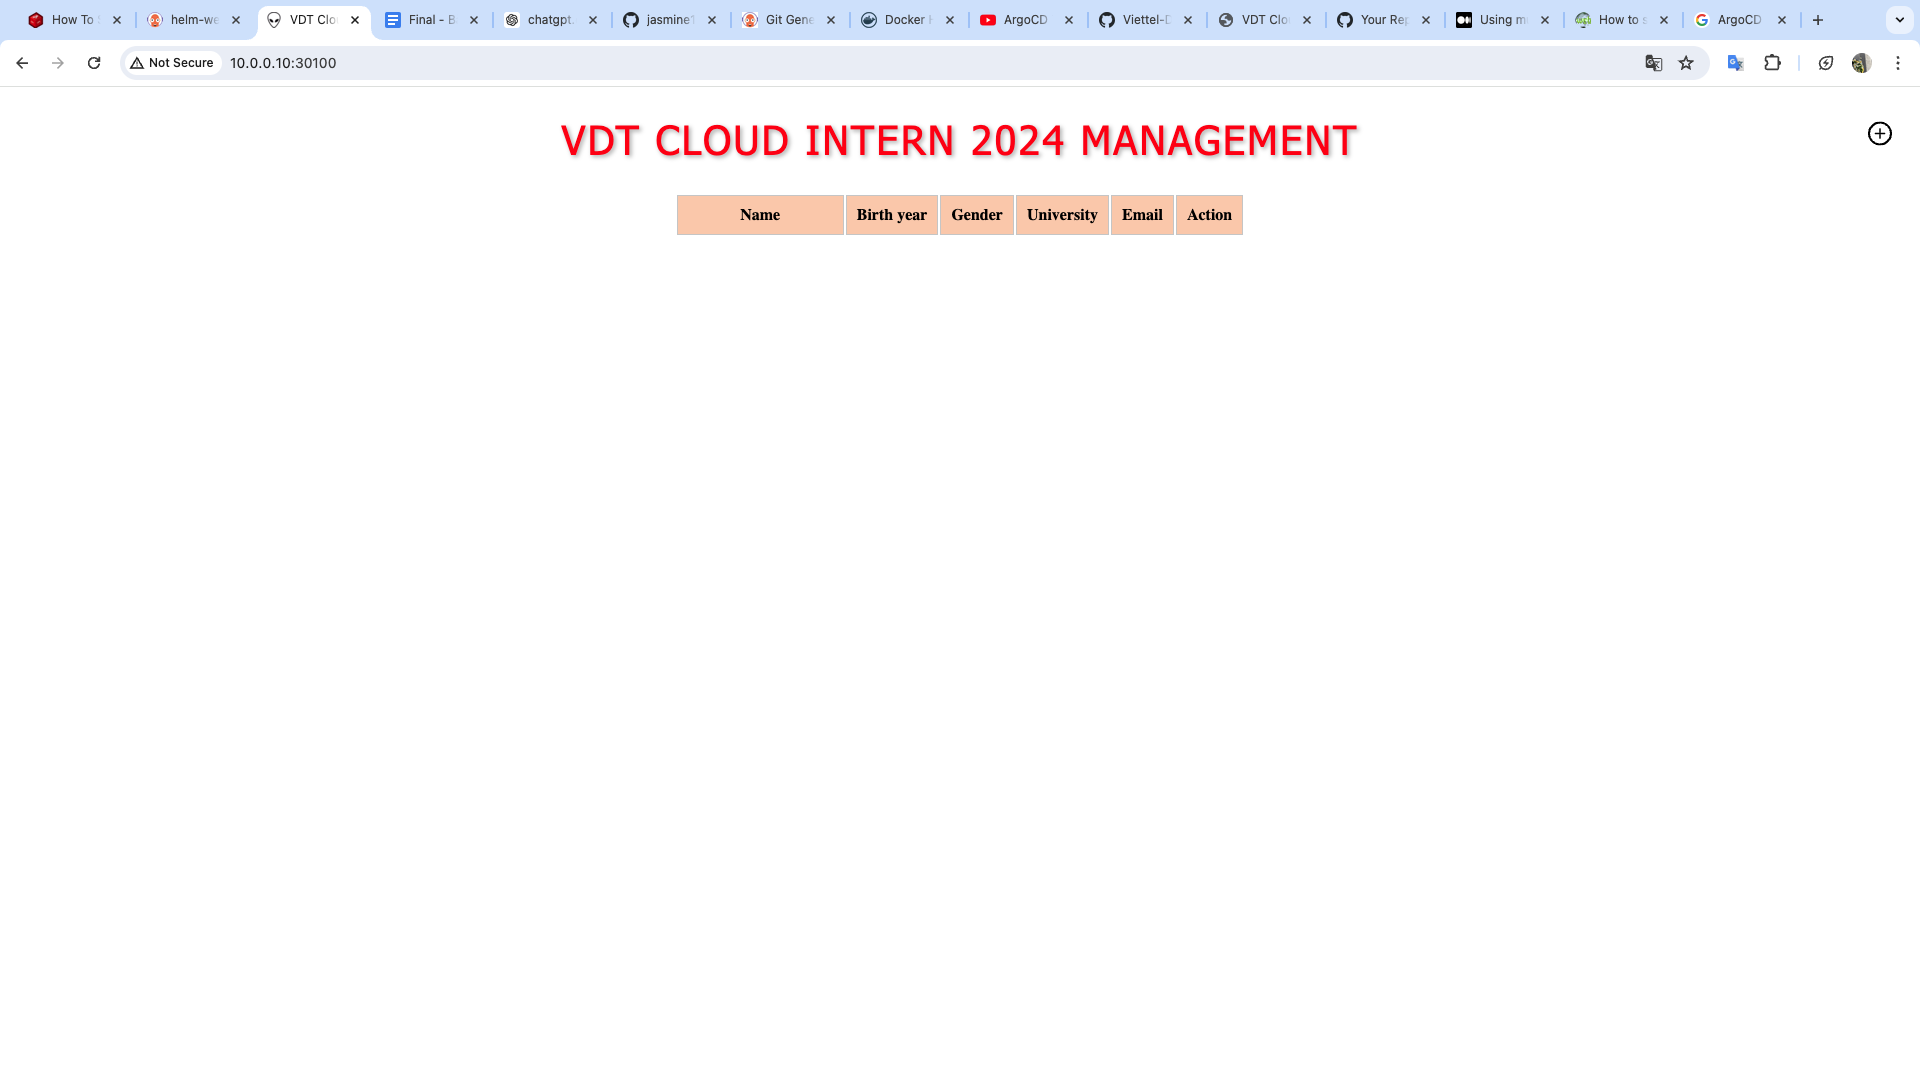 How To
helm-we
VDT Clo
Final - B
chatgpt.
jasmine1
Git Gene
Docker
ArgoCD
Viettel-D
VDT Clo
Your Rep
Using m
How to s
ArgoCD
Not Secure
10.0.0.10:30100
VDT CLOUD INTERN 2024 MANAGEMENT
Name Birth year Gender University Email Action